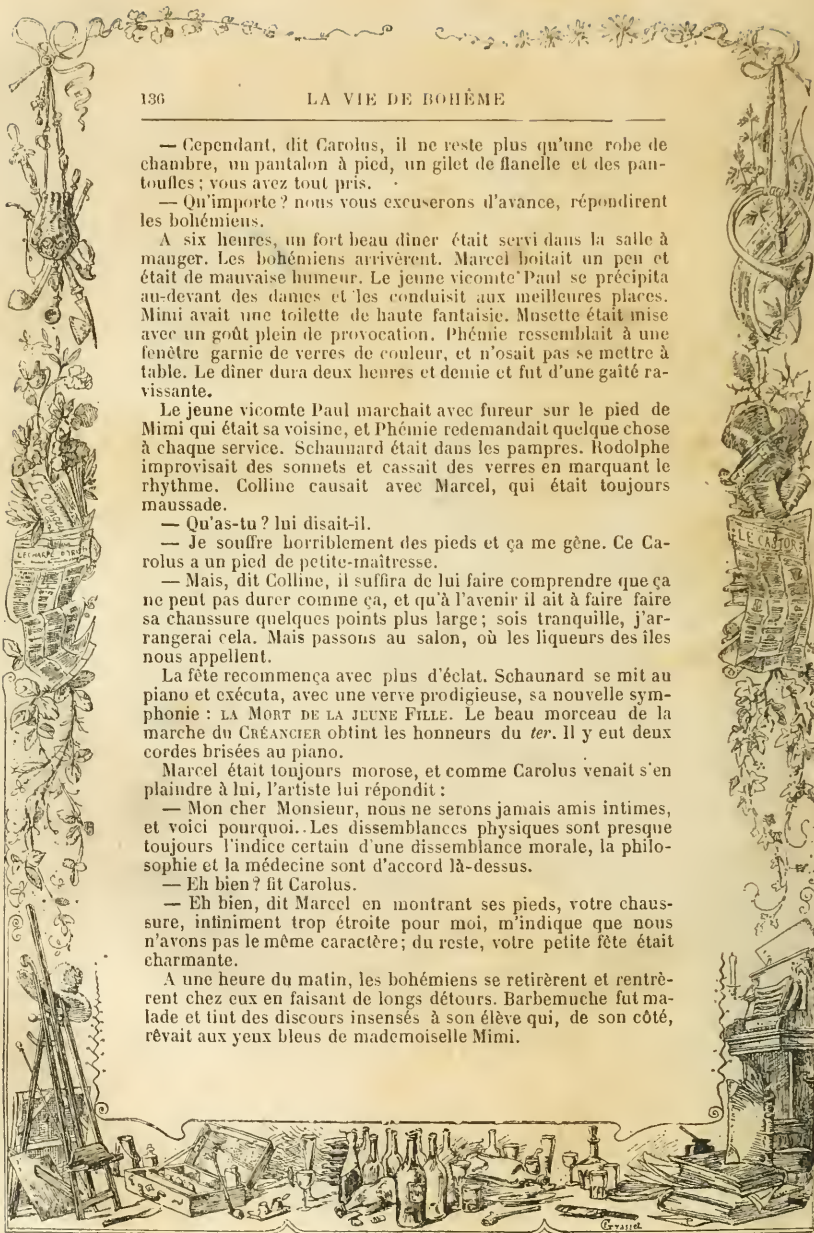 136 LA VIE DE BOHÊME
— Cependant, dit Carolus, il ne reste plus qu'une robe de
chambre, un pantalon à pied, un gilet de flanelle et des pan-
toufles ; vous avez tout pris.
— Qu'importe ? nous vous excuserons d'avance, répondirent
les bohémiens.
A six heures, un fort beau dîner était servi dans la salle à
manger. Les bohémiens arrivèrent. Marcel boitait un peu et
était de mauvaise humeur. Le jeune vicomte Paul se précipita
au-devant des dames et les conduisit aux meilleures places.
Mimi avait une toilette de haute fantaisie. Musette était mise
avec un goût plein de provocation. Phémie ressemblait à une
fenêtre garnie de verres de couleur, et n'osait pas se mettre à
table. Le dîner dura deux heures et demie et fut d'une gaîté ra-
vissante.
Le jeune vicomte Paul marchait avec fureur sur le pied de
Mimi qui était sa voisine, et Phémie redemandait quelque chose
à chaque service. Schaunard était dans les pampres. Rodolphe
improvisait des sonnets et cassait des verres en marquant le
rhythme. Colline causait avec Marcel, qui était toujours
maussade.
— Qu'as-tu ? lui disait-il.
— Je souffre horriblement des pieds et ça me gêne. Ce Ca-
rolus a un pied de petite-maîtresse.
— Mais, dit Colline, il suffira de lui faire comprendre que ça
ne peut pas durer comme ça, et qu'à l'avenir il ait à faire faire
sa chaussure quelques points plus large ; sois tranquille, j'ar-
rangerai cela. Mais passons au salon, où les liqueurs des îles
nous appellent.
La fête recommença avec plus d'éclat. Schaunard se mit au
piano et exécuta, avec une verve prodigieuse, sa nouvelle sym-
phonie : LA MORT DE LA JEUNE FILLE. Le beau morceau de la
marche du CRÉANCIER obtint les honneurs du ter. Il y eut deux
cordes brisées au piano.
Marcel était toujours morose, et comme Carolus venait s'en
plaindre à lui, l'artiste lui répondit :
— Mon cher Monsieur, nous ne serons jamais amis intimes,
et voici pourquoi. Les dissemblances physiques sont presque
toujours l'indice certain d'une dissemblance morale, la philo-
sophie et la médecine sont d'accord là-dessus.
— Eh bien ? fit Carolus.
— Eh bien, dit Marcel en montrant ses pieds, votre chaus-
sure, infiniment trop étroite pour moi, m'indique que nous
n'avons pas le même caractère ; du reste, votre petite fête était
charmante.
A une heure du matin, les bohémiens se retirèrent et rentrè-
rent chez eux en faisant de longs détours. Barbemuche fut ma-
lade et tint des discours insensés à son élève qui, de son côté,
rêvait aux yeux bleus de mademoiselle Mimi.
LE CASTOR
Grasset